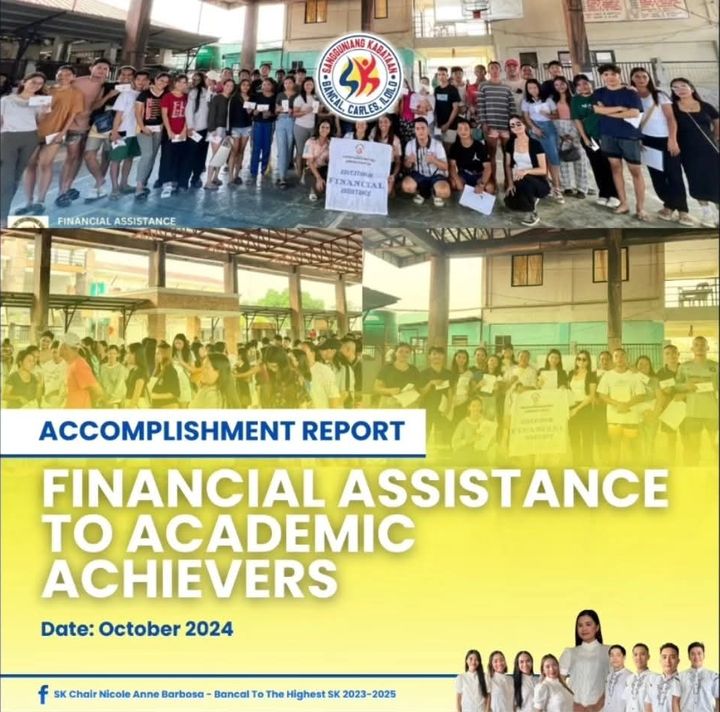 SANGGUNIANG KABATAAN
SK
BANCAL, CARLES, ILOILO
FINANCIAL
ASSISTANCE
FINANCIAL ASSISTANCE
ACCOMPLISHMENT REPORT
FINANCIAL ASSISTANCE
TO ACADEMIC
ACHIEVERS
Date: October 2024
f SK Chair Nicole Anne Barbosa - Bancal To The Highest SK 2023-2025